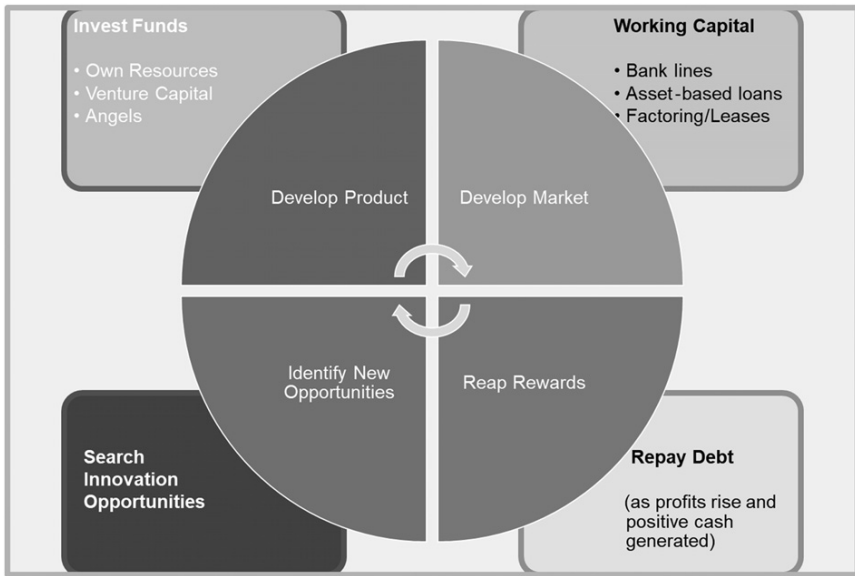 Invest Funds
• Own Resources
• Venture Capital
• Angels
Working Capital
• Bank lines
• Asset-based loans
• Factoring/Leases
Develop Product
Develop Market
Identify New
Opportunities
Reap Rewards
Search
Innovation
Opportunities
Repay Debt
(as profits rise and
positive cash
generated)